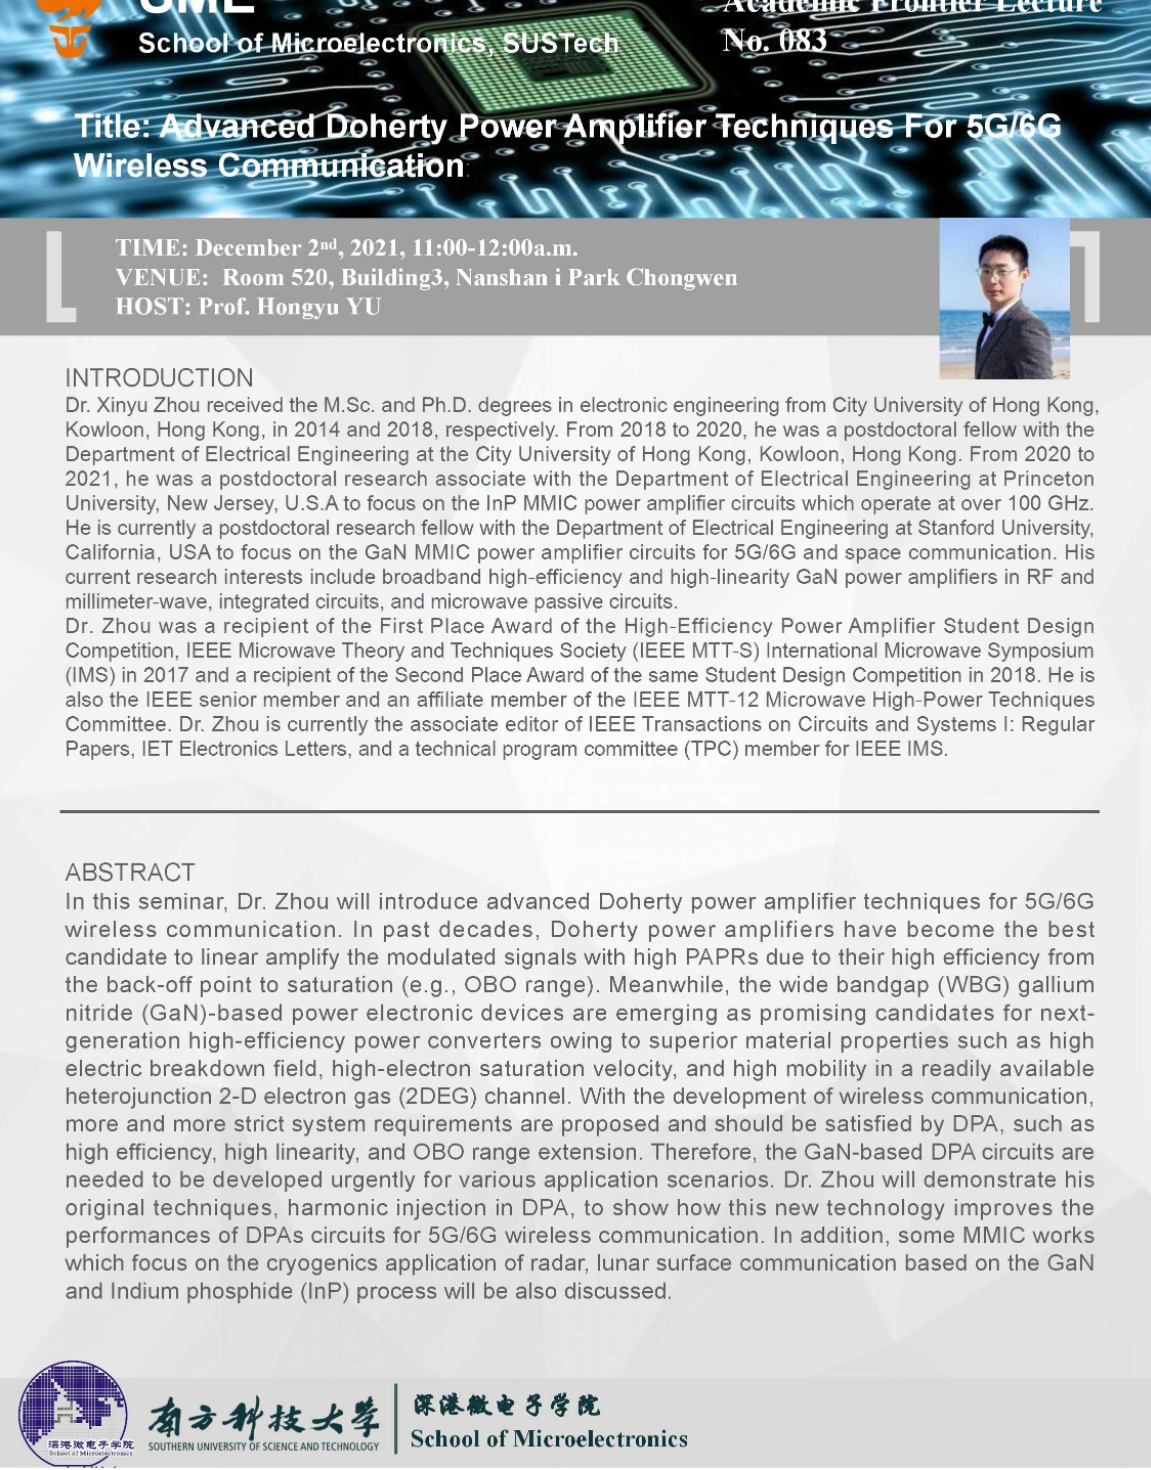 SME
School of Microelectronics, SUSTech
Academic Frontier Lecture
No. 083
Title: Advanced Doherty Power Amplifier Techniques For 5G/6G
Wireless Communication
TIME: December 2nd, 2021, 11:00-12:00a.m.
VENUE: Room 520, Building3, Nanshan i Park Chongwen
HOST: Prof. Hongyu YU
INTRODUCTION
Dr. Xinyu Zhou received the M.Sc. and Ph.D. degrees in electronic engineering from City University of Hong Kong,
Kowloon, Hong Kong, in 2014 and 2018, respectively. From 2018 to 2020, he was a postdoctoral fellow with the
Department of Electrical Engineering at the City University of Hong Kong, Kowloon, Hong Kong. From 2020 to
2021, he was a postdoctoral research associate with the Department of Electrical Engineering at Princeton
University, New Jersey, U.S.A to focus on the InP MMIC power amplifier circuits which operate at over 100 GHz.
He is currently a postdoctoral research fellow with the Department of Electrical Engineering at Stanford University,
California, USA to focus on the GaN MMIC power amplifier circuits for 5G/6G and space communication. His
current research interests include broadband high-efficiency and high-linearity GaN power amplifiers in RF and
millimeter-wave, integrated circuits, and microwave passive circuits.
Dr. Zhou was a recipient of the First Place Award of the High-Efficiency Power Amplifier Student Design
Competition, IEEE Microwave Theory and Techniques Society (IEEE MTT-S) International Microwave Symposium
(IMS) in 2017 and a recipient of the Second Place Award of the same Student Design Competition in 2018. He is
also the IEEE senior member and an affiliate member of the IEEE MTT-12 Microwave High-Power Techniques
Committee. Dr. Zhou is currently the associate editor of IEEE Transactions on Circuits and Systems I: Regular
Papers, IET Electronics Letters, and a technical program committee (TPC) member for IEEE IMS.
ABSTRACT
In this seminar, Dr. Zhou will introduce advanced Doherty power amplifier techniques for 5G/6G
wireless communication. In past decades, Doherty power amplifiers have become the best
candidate to linear amplify the modulated signals with high PAPRs due to their high efficiency from
the back-off point to saturation (e.g., OBO range). Meanwhile, the wide bandgap (WBG) gallium
nitride (GaN)-based power electronic devices are emerging as promising candidates for next-
generation high-efficiency power converters owing to superior material properties such as high
electric breakdown field, high-electron saturation velocity, and high mobility in a readily available
heterojunction 2-D electron gas (2DEG) channel. With the development of wireless communication,
more and more strict system requirements are proposed and should be satisfied by DPA, such as
high efficiency, high linearity, and OBO range extension. Therefore, the GaN-based DPA circuits are
needed to be developed urgently for various application scenarios. Dr. Zhou will demonstrate his
original techniques, harmonic injection in DPA, to show how this new technology improves the
performances of DPAs circuits for 5G/6G wireless communication. In addition, some MMIC works
which focus on the cryogenics application of radar, lunar surface communication based on the GaN
and Indium phosphide (InP) process will be also discussed.
深港微电子学院
School of Microelectronics
南方科技大学
SOUTHERN UNIVERSITY OF SCIENCE AND TECHNOLOGY
深港微电子学院
School of Microelectronics